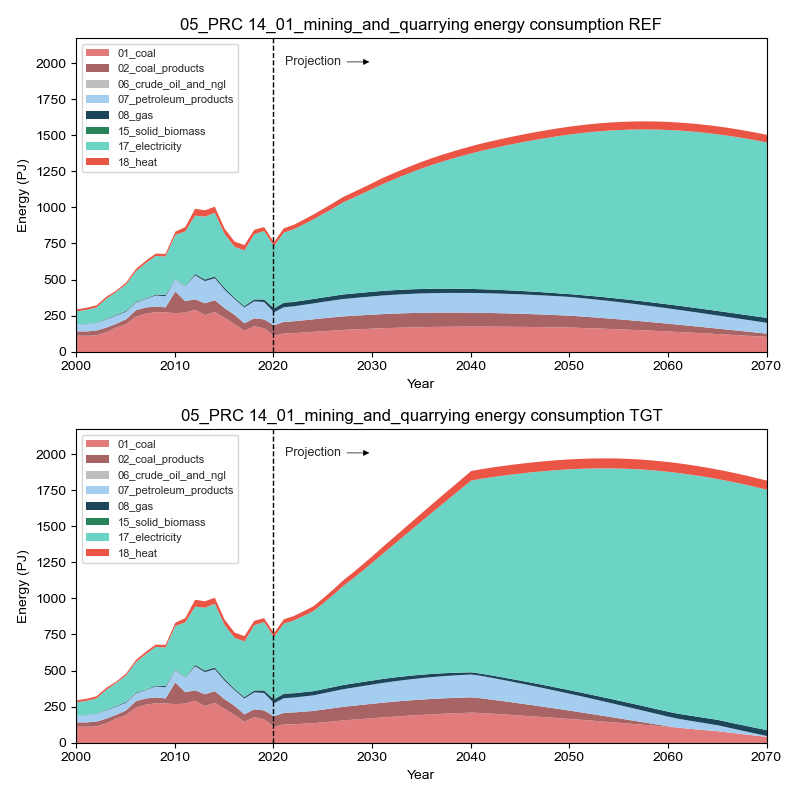 05_PRC 14_01_mining_and_quarrying energy consumption REF
Energy (PJ)
2000
1750
1500
1250
1000
750
500
250
0
01_coal
02_coal_products
06_crude_oil_and_ngl
07_petroleum_products
08_gas
15_solid_biomass
17_electricity
18_heat
Projection
2000 2010 2020 2030 2040 2050 2060 2070
Year
05_PRC 14_01_mining_and_quarrying energy consumption TGT
Energy (PJ)
2000
1750
1500
1250
1000
750
500
250
0
01_coal
02_coal_products
06_crude_oil_and_ngl
07_petroleum_products
08_gas
15_solid_biomass
17_electricity
18_heat
Projection
2000 2010 2020 2030 2040 2050 2060 2070
Year